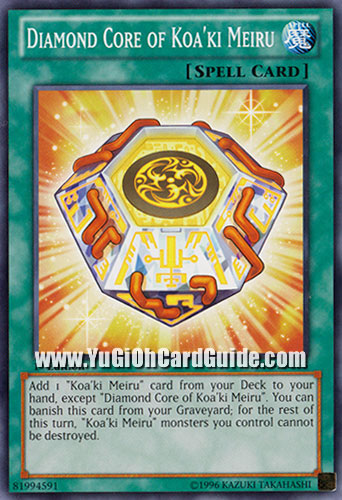 Diamond Core of Koa'ki Meiru
魔
[Spell Card]
www.YuGiOhCardGuide.com
Add 1 "Koa'ki Meiru" card from your Deck to your
hand, except "Diamond Core of Koa'ki Meiru". You can
banish this card from your Graveyard; for the rest of
this turn, "Koa'ki Meiru" monsters you control cannot
be destroyed.
81994591
©1996 KAZUKI TAKAHASHI